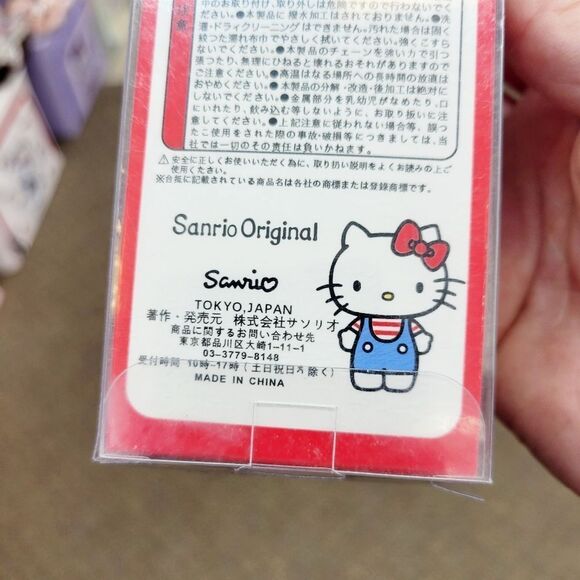 注意
中のお取り付け、取り外しは危険ですので行わないでく
ださい。●本製品に撥水加工はされておりません。●洗
濯・ドライクリーニングはできません。汚れた場合は固く
絞った濡れ布巾でやさしく拭いてください。強くこすら
ないでください。●本製品のチェーンを強い力で引っ
張ったり、無理にひねると壊れるおそれがありますので
ご注意ください。●高温になる場所への長時間の放置は
おやめください。●本製品の分解・改造・後加工は絶対に
しないでください。●金属部分を乳幼児がなめたり、口
にいれたり、飲み込む等しないように、お取り扱いに注
意してください。●上記注意に従われない場合等、誤っ
たご使用をされた際の事故・破損等につきましては、当
社では一切のその責任は負いかねます。
⚠安全に正しくお使いいただく為に、取り扱い説明をよくお読みの上ご
使用ください。
※台紙に記載されている商品名は各社の商標または登録商標です。
Sanrio Original
Sanrio
TOKYO,JAPAN
著作・発売元 株式会社サンリオ
商品に関するお問い合わせ先
東京都品川区大崎1-11-1
03-3779-8148
受付時間 10時-17時(土日祝日を除く)
MADE IN CHINA